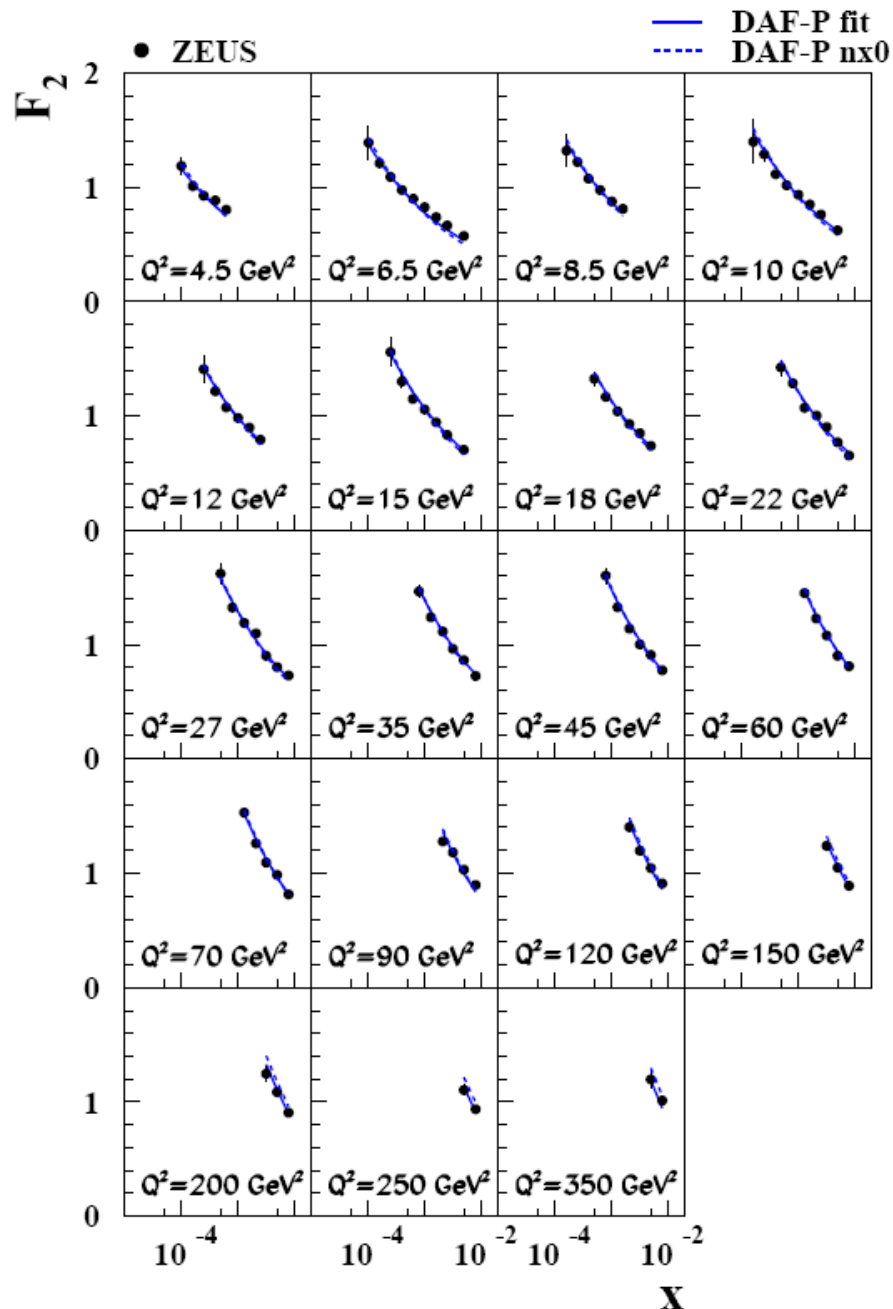 DAF-P fit
ZEUS
DAF-P nx0
F₂
2
1
Q²=4.5 GeV² Q²=6.5 GeV² Q²=8.5 GeV² Q²=10 GeV²
0
1
Q²=12 GeV² Q²=15 GeV² Q²=18 GeV² Q²=22 GeV²
0
1
Q²=27 GeV² Q²=35 GeV² Q²=45 GeV² Q²=60 GeV²
0
1
Q²=70 GeV² Q²=90 GeV² Q²=120 GeV² Q²=150 GeV²
0
1
Q²=200 GeV² Q²=250 GeV² Q²=350 GeV²
0
10⁻⁴ 10⁻² 10⁻⁴ 10⁻²
x